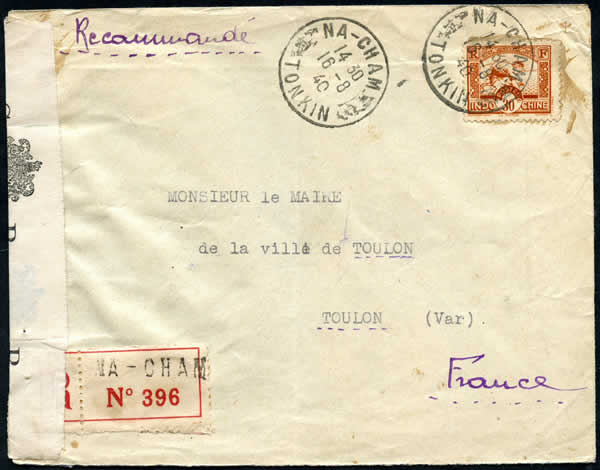 Recommandé
NA-CHAM
14 30
16-8
40
TONKIN
NA-CHAM
TONKIN
RF
INDOCHINE
30
MONSIEUR le MAIRE
de la ville de TOULON
TOULON (Var)
France
R
NA-CHAM
N° 396